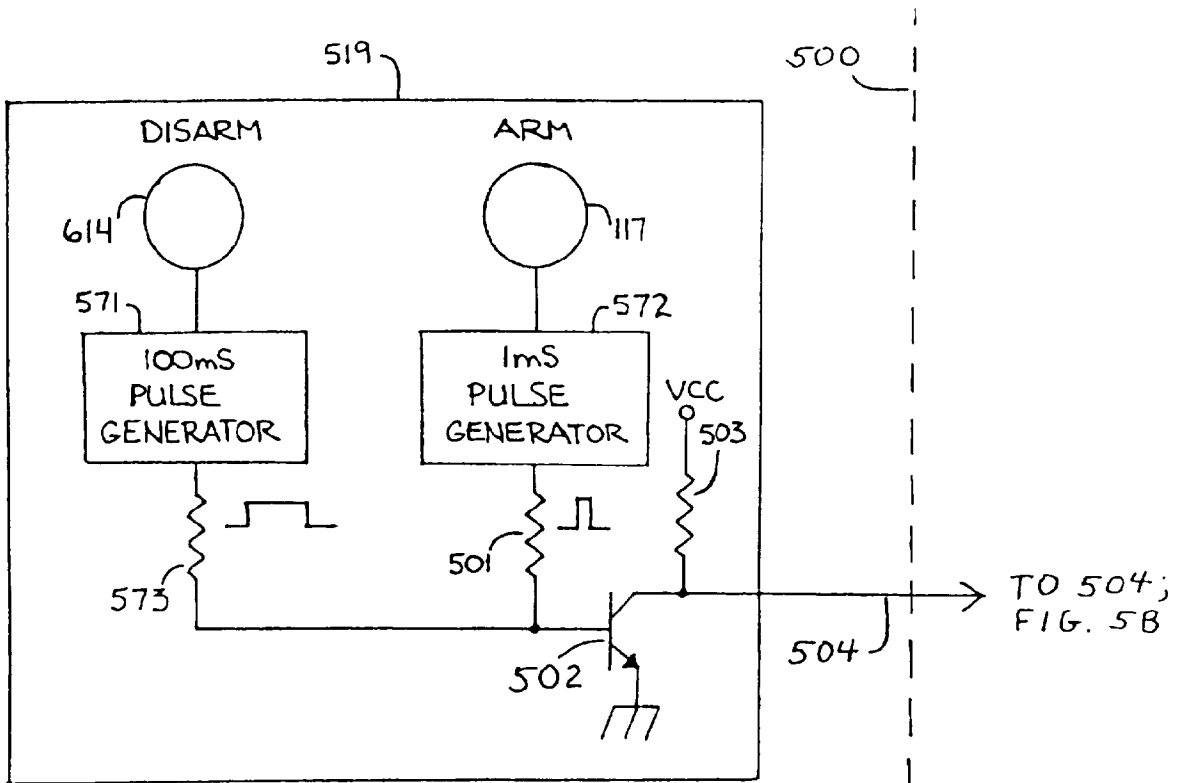 519
500
DISARM
ARM
614
117
571
572
100mS
PULSE
GENERATOR
1mS
PULSE
GENERATOR
VCC
503
573
501
502
504
TO 504;
FIG. 5B